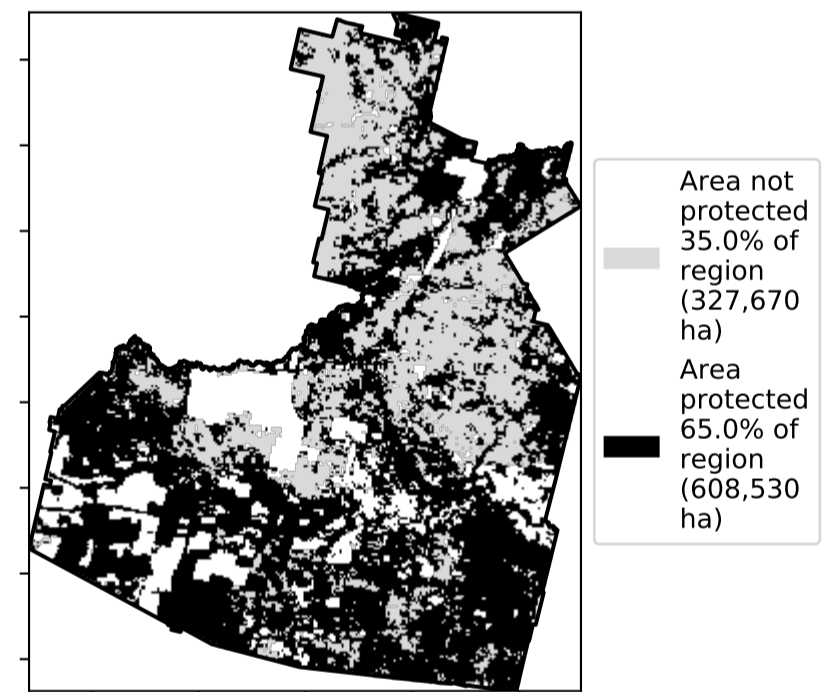 Area not
protected
35.0% of
region
(327,670
ha)
Area
protected
65.0% of
region
(608,530
ha)